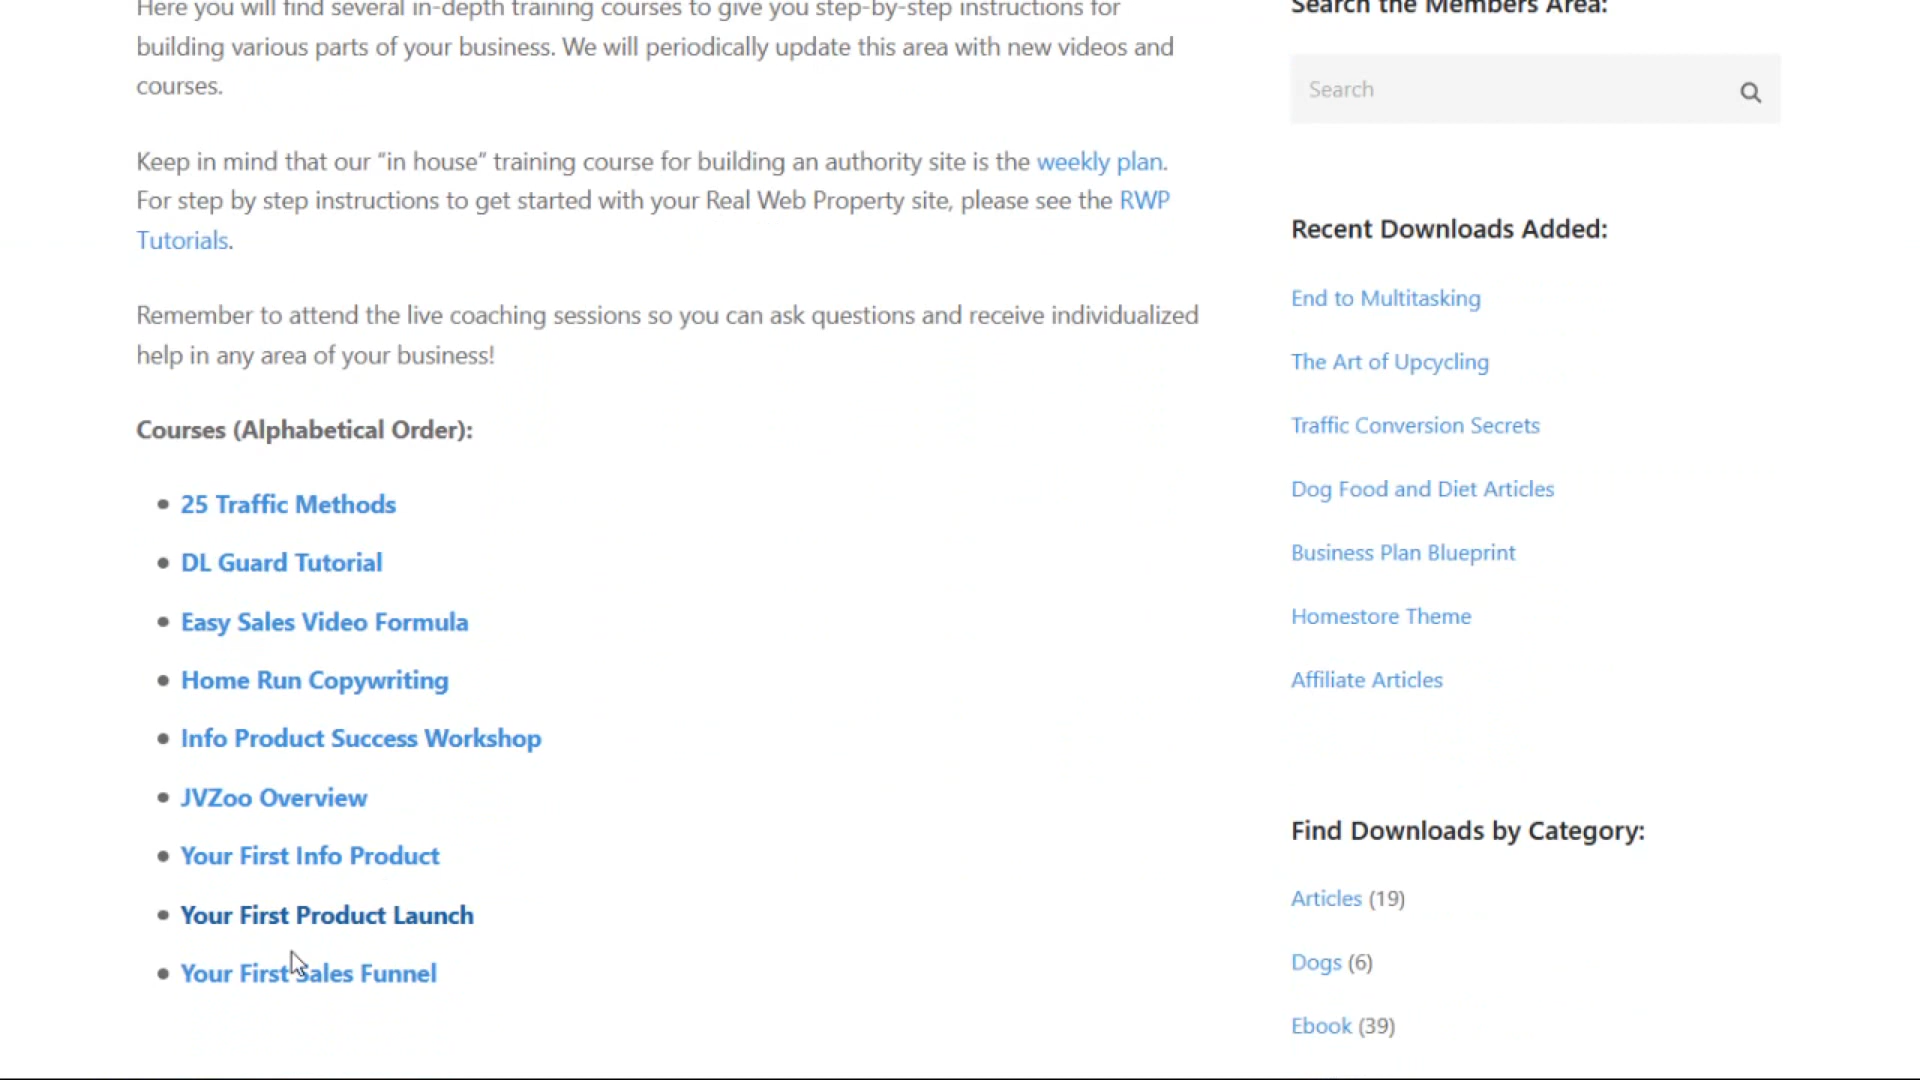 Here you will find several in-depth training courses to give you step-by-step instructions for
building various parts of your business. We will periodically update this area with new videos and
courses.
Keep in mind that our “in house” training course for building an authority site is the weekly plan.
For step by step instructions to get started with your Real Web Property site, please see the RWP
Tutorials.
Remember to attend the live coaching sessions so you can ask questions and receive individualized
help in any area of your business!
Courses (Alphabetical Order):
25 Traffic Methods
DL Guard Tutorial
Easy Sales Video Formula
Home Run Copywriting
Info Product Success Workshop
JVZoo Overview
Your First Info Product
Your First Product Launch
Your First Sales Funnel
Search the Members Area:
Search
Recent Downloads Added:
End to Multitasking
The Art of Upcycling
Traffic Conversion Secrets
Dog Food and Diet Articles
Business Plan Blueprint
Homestore Theme
Affiliate Articles
Find Downloads by Category:
Articles (19)
Dogs (6)
Ebook (39)